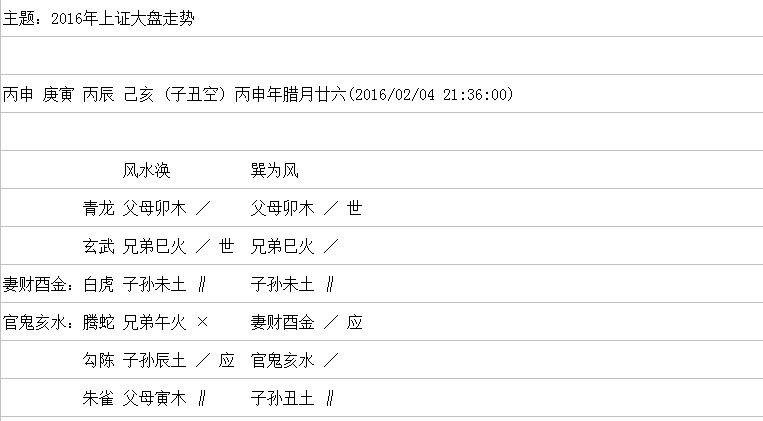 主题：2016年上证大盘走势
丙申 庚寅 丙辰 己亥（子丑空）丙申年腊月廿六(2016/02/04 21:36:00)
风水涣 巽为风
青龙 父母卯木 ／ 父母卯木 ／ 世
玄武 兄弟巳火 ／ 世 兄弟巳火 ／
妻财酉金：白虎 子孙未土 ∥ 子孙未土 ∥
官鬼亥水：腾蛇 兄弟午火 × 妻财酉金 ／ 应
勾陈 子孙辰土 ／ 应 官鬼亥水 ／
朱雀 父母寅木 ∥ 子孙丑土 ∥